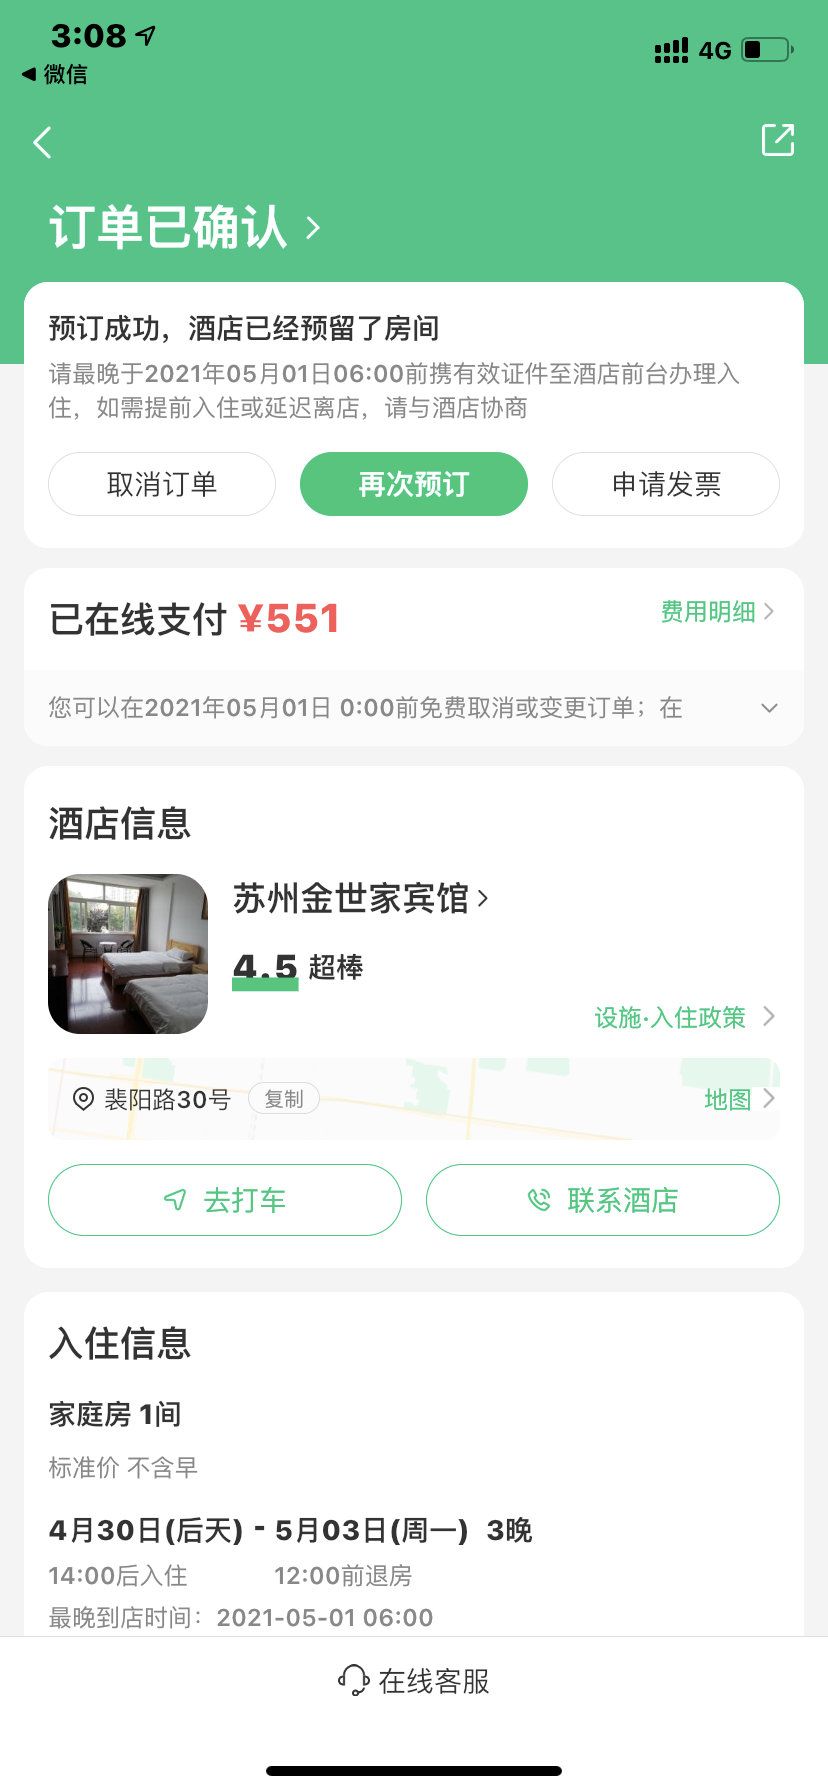 3:08
4G
微信
订单已确认
预订成功，酒店已经预留了房间
请最晚于2021年05月01日06:00前携有效证件至酒店前台办理入
住，如需提前入住或延迟离店，请与酒店协商
取消订单 再次预订 申请发票
已在线支付 ¥551 费用明细
您可以在2021年05月01日 0:00前免费取消或变更订单；在
酒店信息
苏州金世家宾馆
4.5 超棒
设施·入住政策
裴阳路30号 复制 地图
去打车 联系酒店
入住信息
家庭房 1间
标准价 不含早
4月30日(后天) - 5月03日(周一) 3晚
14:00后入住 12:00前退房
最晚到店时间：2021-05-01 06:00
在线客服